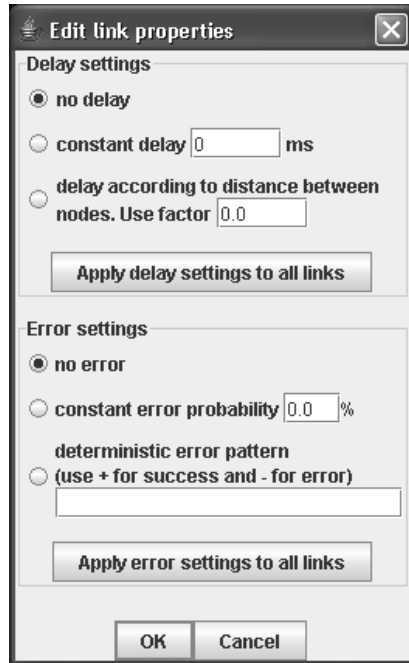 Edit link properties
Delay settings
no delay
constant delay 0 ms
delay according to distance between
nodes. Use factor 0.0
Apply delay settings to all links
Error settings
no error
constant error probability 0.0 %
deterministic error pattern
(use + for success and - for error)
Apply error settings to all links
OK Cancel